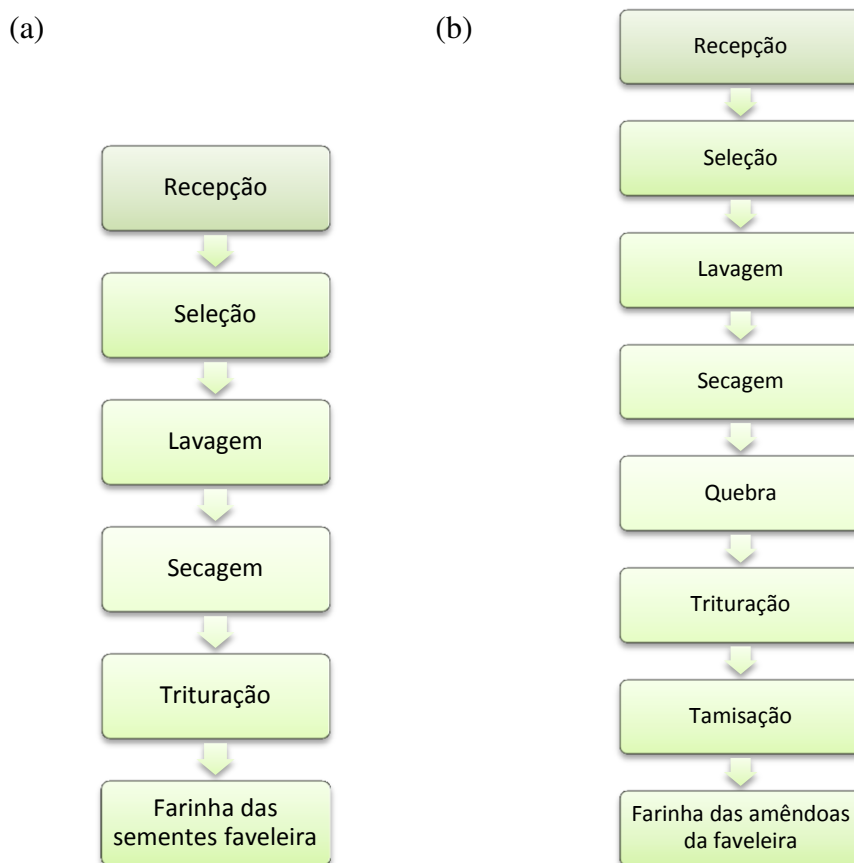 (a)
Recepção
Seleção
Lavagem
Secagem
Trituração
Farinha das
sementes faveleira
(b)
Recepção
Seleção
Lavagem
Secagem
Quebra
Trituração
Tamisação
Farinha das amêndoas
da faveleira